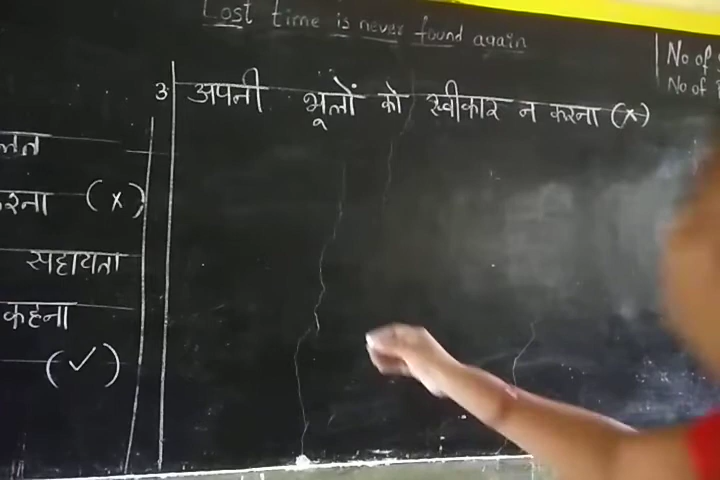 Lost time is never found again
No of
No of
3 अपनी भूलों को स्वीकार न करना (×)
रना (×)
सहायता
कहना
(✓)